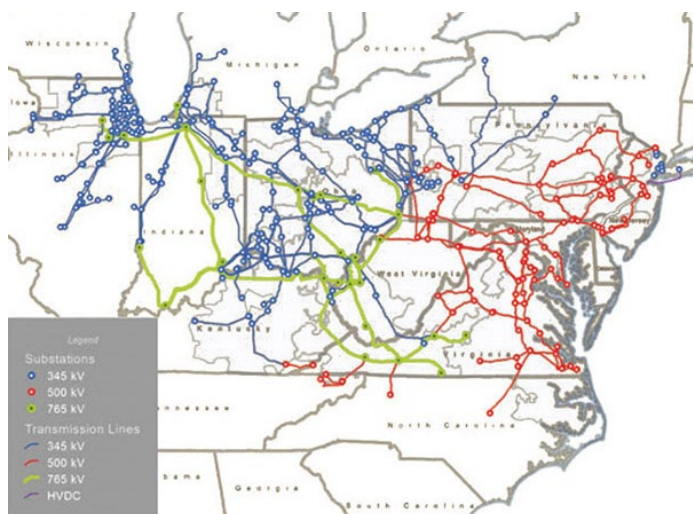 Wisconsin
Michigan
Ontario
New York
Iowa
Pennsylvania
Illinois
Ohio
Indiana
New Jersey
Maryland
West Virginia
Kentucky
Virginia
Legend
Substations
345 kV
500 kV
765 kV
Transmission Lines
345 kV
500 kV
765 kV
HVDC
ennessee
North Carolina
bama
Georgia
South Carolina